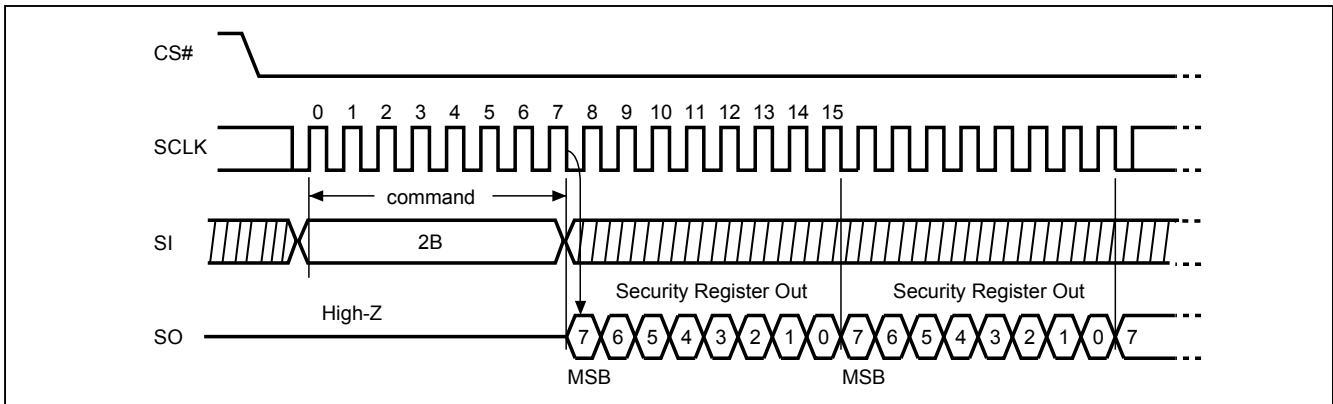 CS#
0 1 2 3 4 5 6 7 8 9 10 11 12 13 14 15
SCLK
command
SI
2B
Security Register Out Security Register Out
High-Z
SO
7 6 5 4 3 2 1 0 7 6 5 4 3 2 1 0 7
MSB MSB